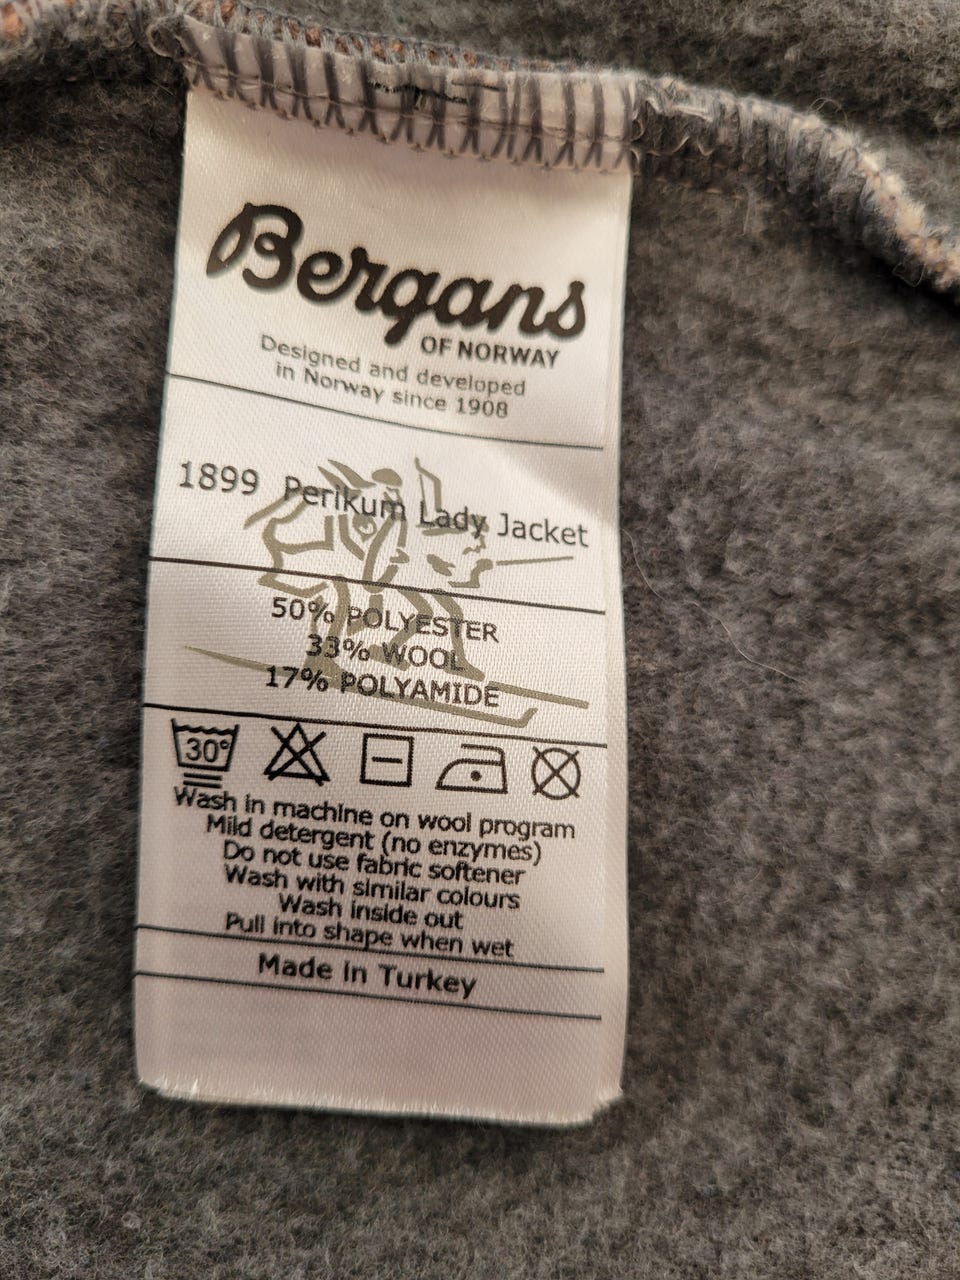 Bergans
OF NORWAY
Designed and developed
in Norway since 1908
1899 Perikum Lady Jacket
50% POLYESTER
33% WOOL
17% POLYAMIDE
30°
Wash in machine on wool program
Mild detergent (no enzymes)
Do not use fabric softener
Wash with similar colours
Wash inside out
Pull into shape when wet
Made in Turkey